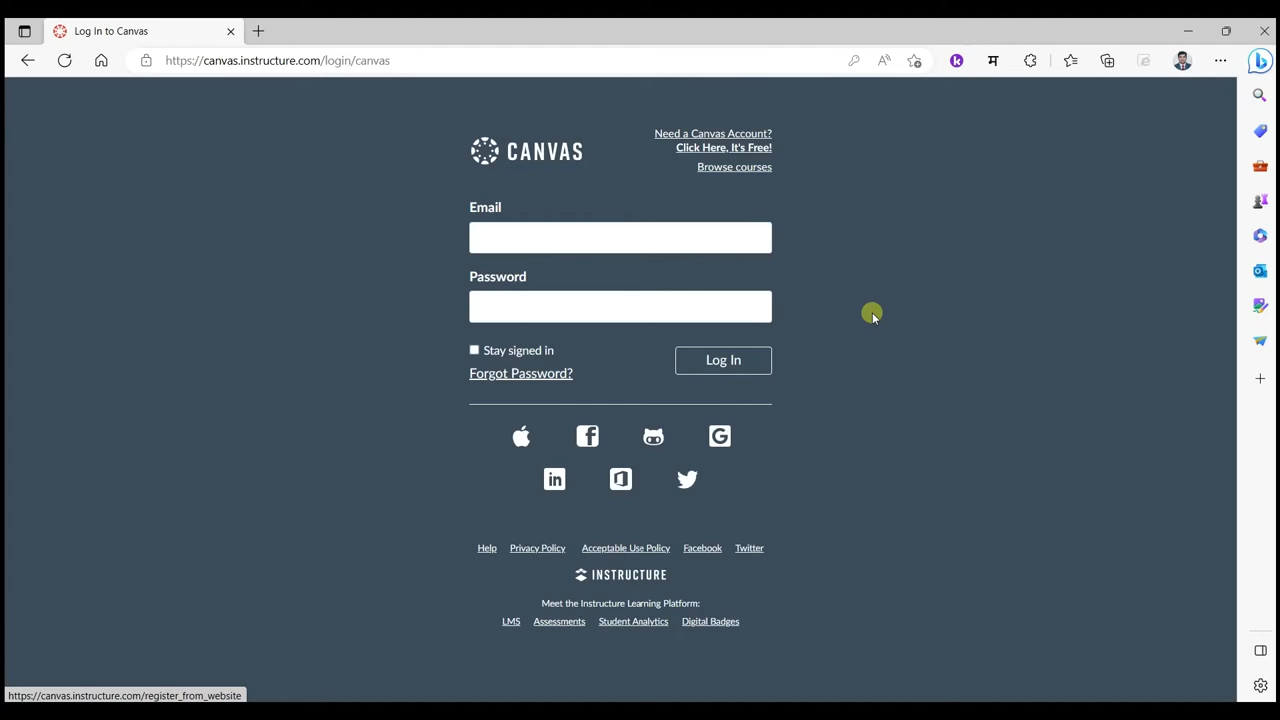 Log In to Canvas
https://canvas.instructure.com/login/canvas
CANVAS
Need a Canvas Account?
Click Here, It's Free!
Browse courses
Email
Password
Stay signed in
Log In
Forgot Password?
Help Privacy Policy Acceptable Use Policy Facebook Twitter
INSTRUCTURE
Meet the Instructure Learning Platform:
LMS Assessments Student Analytics Digital Badges
https://canvas.instructure.com/register_from_website